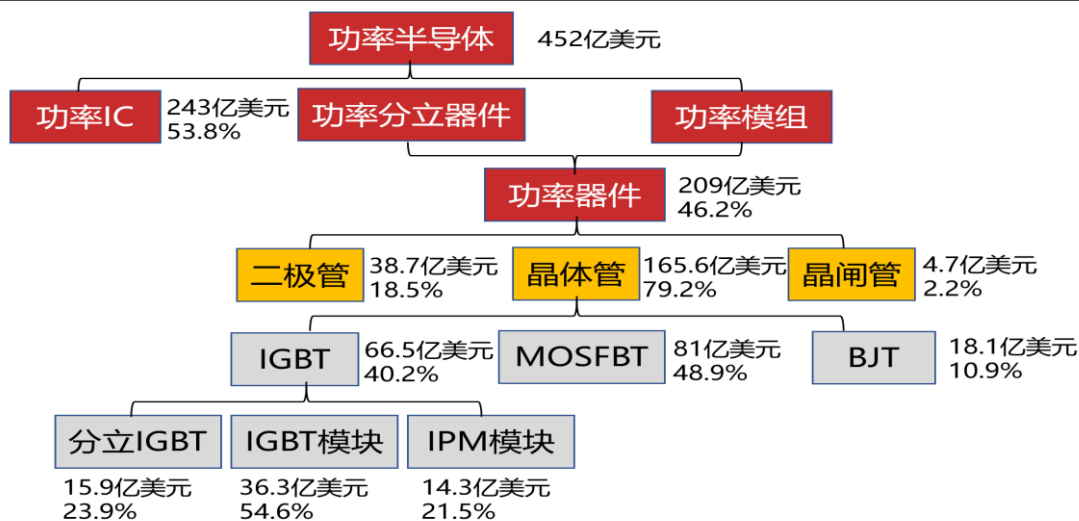 功率半导体
452亿美元
功率IC
243亿美元
53.8%
功率分立器件
功率模组
功率器件
209亿美元
46.2%
二极管
38.7亿美元
18.5%
晶体管
165.6亿美元
79.2%
晶闸管
4.7亿美元
2.2%
IGBT
66.5亿美元
40.2%
MOSFBT
81亿美元
48.9%
BJT
18.1亿美元
10.9%
分立IGBT
IGBT模块
IPM模块
15.9亿美元
23.9%
36.3亿美元
54.6%
14.3亿美元
21.5%